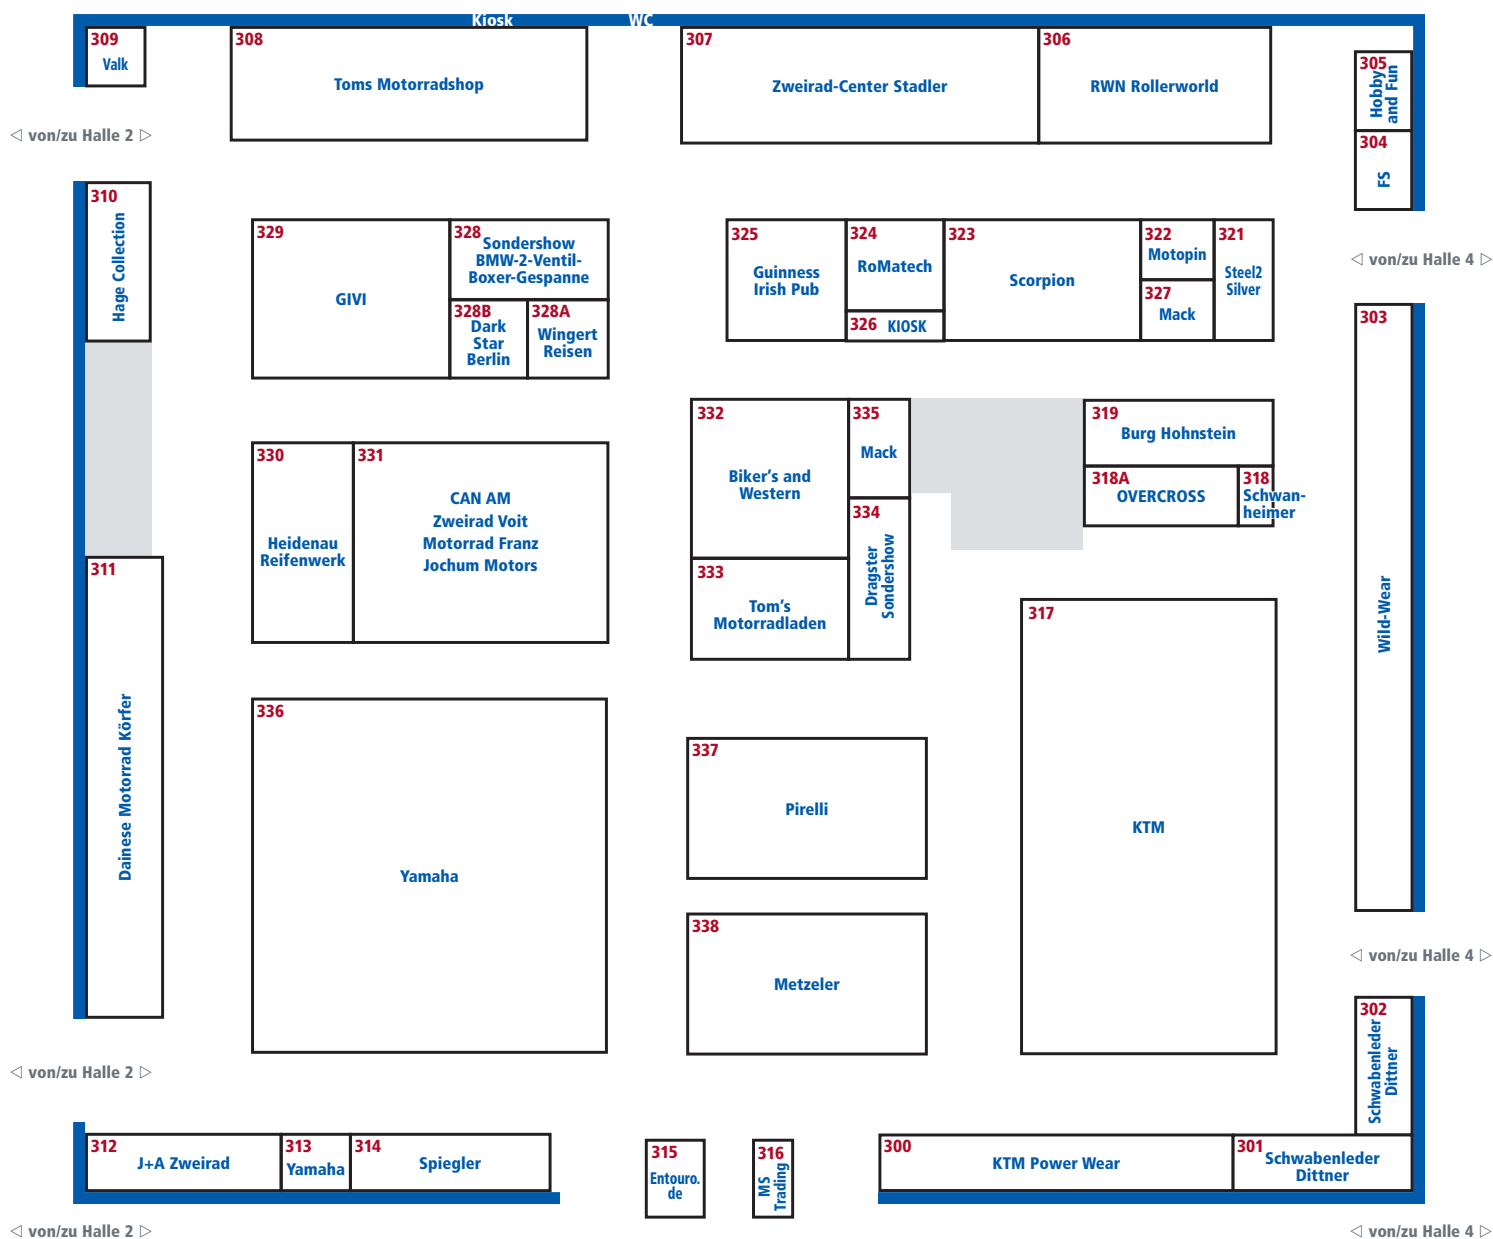 Kiosk
WC
309
Valk
308
Toms Motorradshop
307
Zweirad-Center Stadler
306
RWN Rollerworld
305
Hobby
and Fun
304
FS
◁ von/zu Halle 2 ▷
310
Hage Collection
329
GIVI
328
Sondershow
BMW-2-Ventil-
Boxer-Gespanne
328B
Dark
Star
Berlin
328A
Wingert
Reisen
325
Guinness
Irish Pub
324
RoMatech
326 KIOSK
323
Scorpion
322
Motopin
327
Mack
321
Steel2
Silver
◁ von/zu Halle 4 ▷
303
Wild-Wear
330
Heidenau
Reifenwerk
331
CAN AM
Zweirad Voit
Motorrad Franz
Jochum Motors
332
Biker's and
Western
335
Mack
334
Dragster
Sondershow
333
Tom's
Motorradladen
319
Burg Hohnstein
318A
OVERCROSS
318
Schwan-
heimer
311
Dainese Motorrad Körfer
336
Yamaha
337
Pirelli
338
Metzeler
317
KTM
◁ von/zu Halle 4 ▷
302
Schwabenleder
Dittner
◁ von/zu Halle 2 ▷
312
J+A Zweirad
313
Yamaha
314
Spiegler
315
Entouro.
de
316
MS
Trading
300
KTM Power Wear
301
Schwabenleder
Dittner
◁ von/zu Halle 2 ▷
◁ von/zu Halle 4 ▷